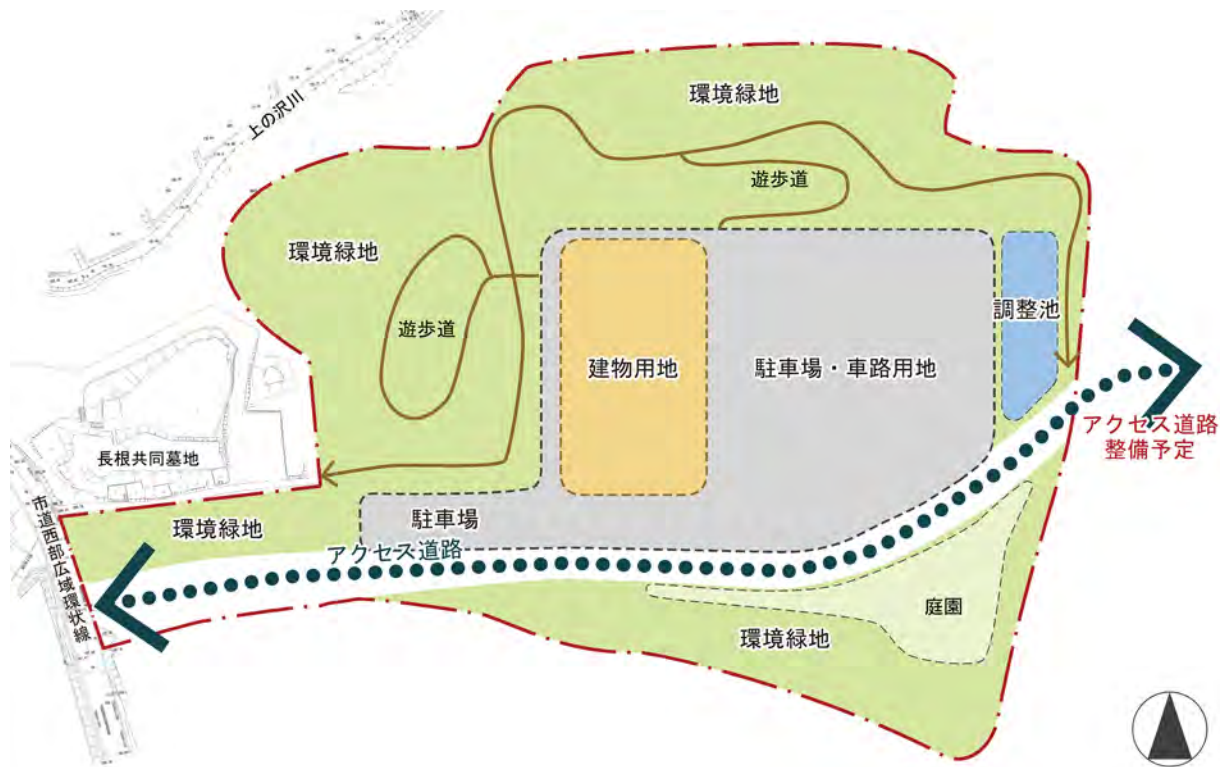 環境緑地
上の沢川
遊歩道
環境緑地
調整池
遊歩道
建物用地
駐車場・車路用地
アクセス道路
整備予定
長根共同墓地
市道西部広域環状線
環境緑地
駐車場
アクセス道路
庭園
環境緑地